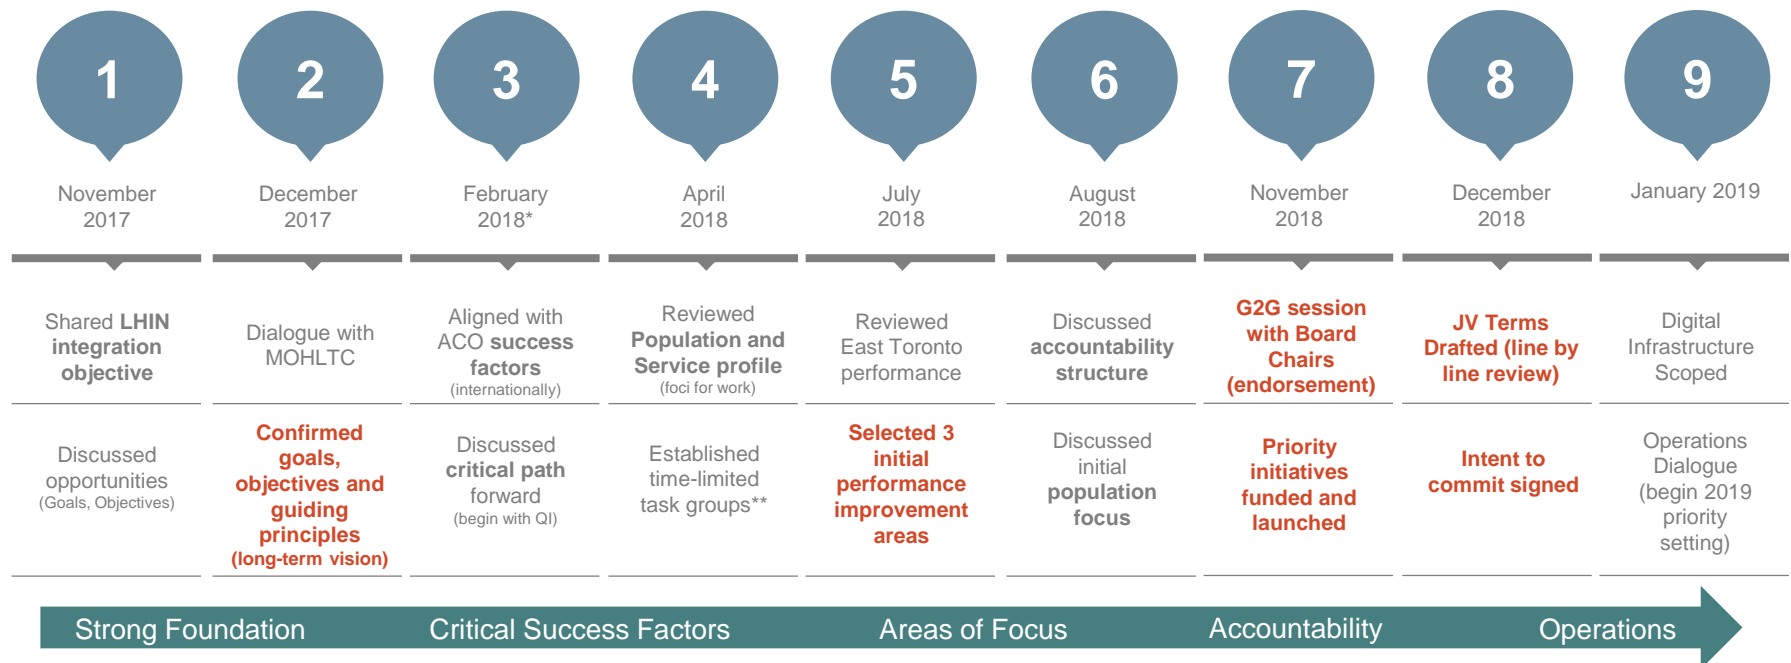 1
2
3
4
5
6
7
8
9
November
2017
December
2017
February
2018*
April
2018
July
2018
August
2018
November
2018
December
2018
January 2019
Shared LHIN
integration
objective
Dialogue with
MOHLTC
Aligned with
ACO success
factors
(internationally)
Reviewed
Population and
Service profile
(foci for work)
Reviewed
East Toronto
performance
Discussed
accountability
structure
G2G session
with Board
Chairs
(endorsement)
JV Terms
Drafted (line by
line review)
Digital
Infrastructure
Scoped
Discussed
opportunities
(Goals, Objectives)
Confirmed
goals,
objectives and
guiding
principles
(long-term vision)
Discussed
critical path
forward
(begin with QI)
Established
time-limited
task groups**
Selected 3
initial
performance
improvement
areas
Discussed
initial
population
focus
Priority
initiatives
funded and
launched
Intent to
commit signed
Operations
Dialogue
(begin 2019
priority
setting)
Strong Foundation
Critical Success Factors
Areas of Focus
Accountability
Operations